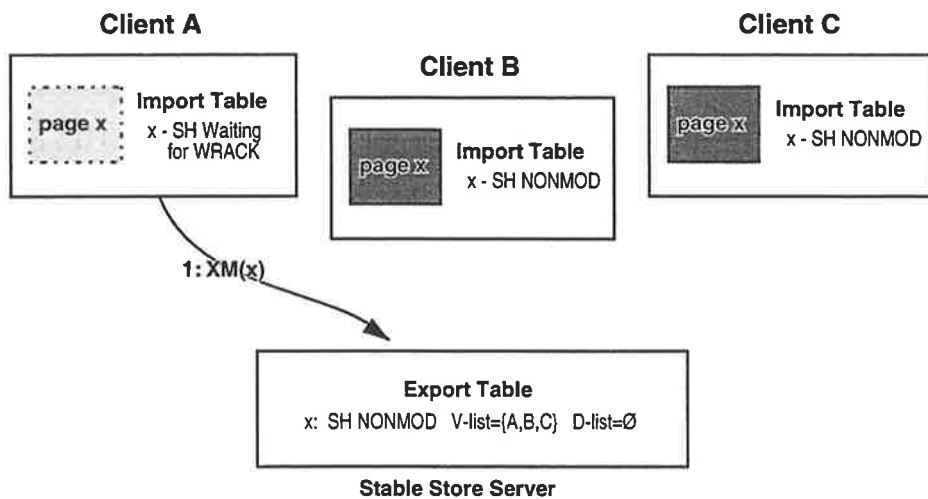 Client A
page x
Import Table
x - SH Waiting
for WRACK
Client B
page x
Import Table
x - SH NONMOD
Client C
page x
Import Table
x - SH NONMOD
1: XM(x)
Export Table
x: SH NONMOD V-list={A,B,C} D-list=Ø
Stable Store Server